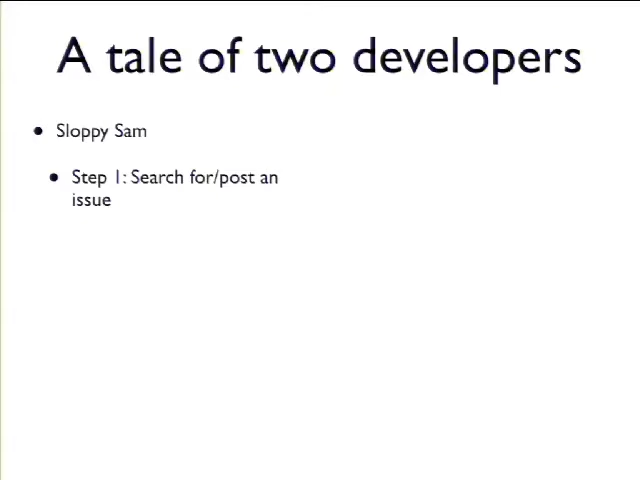 A tale of two developers
• Sloppy Sam
• Step 1: Search for/post an
issue